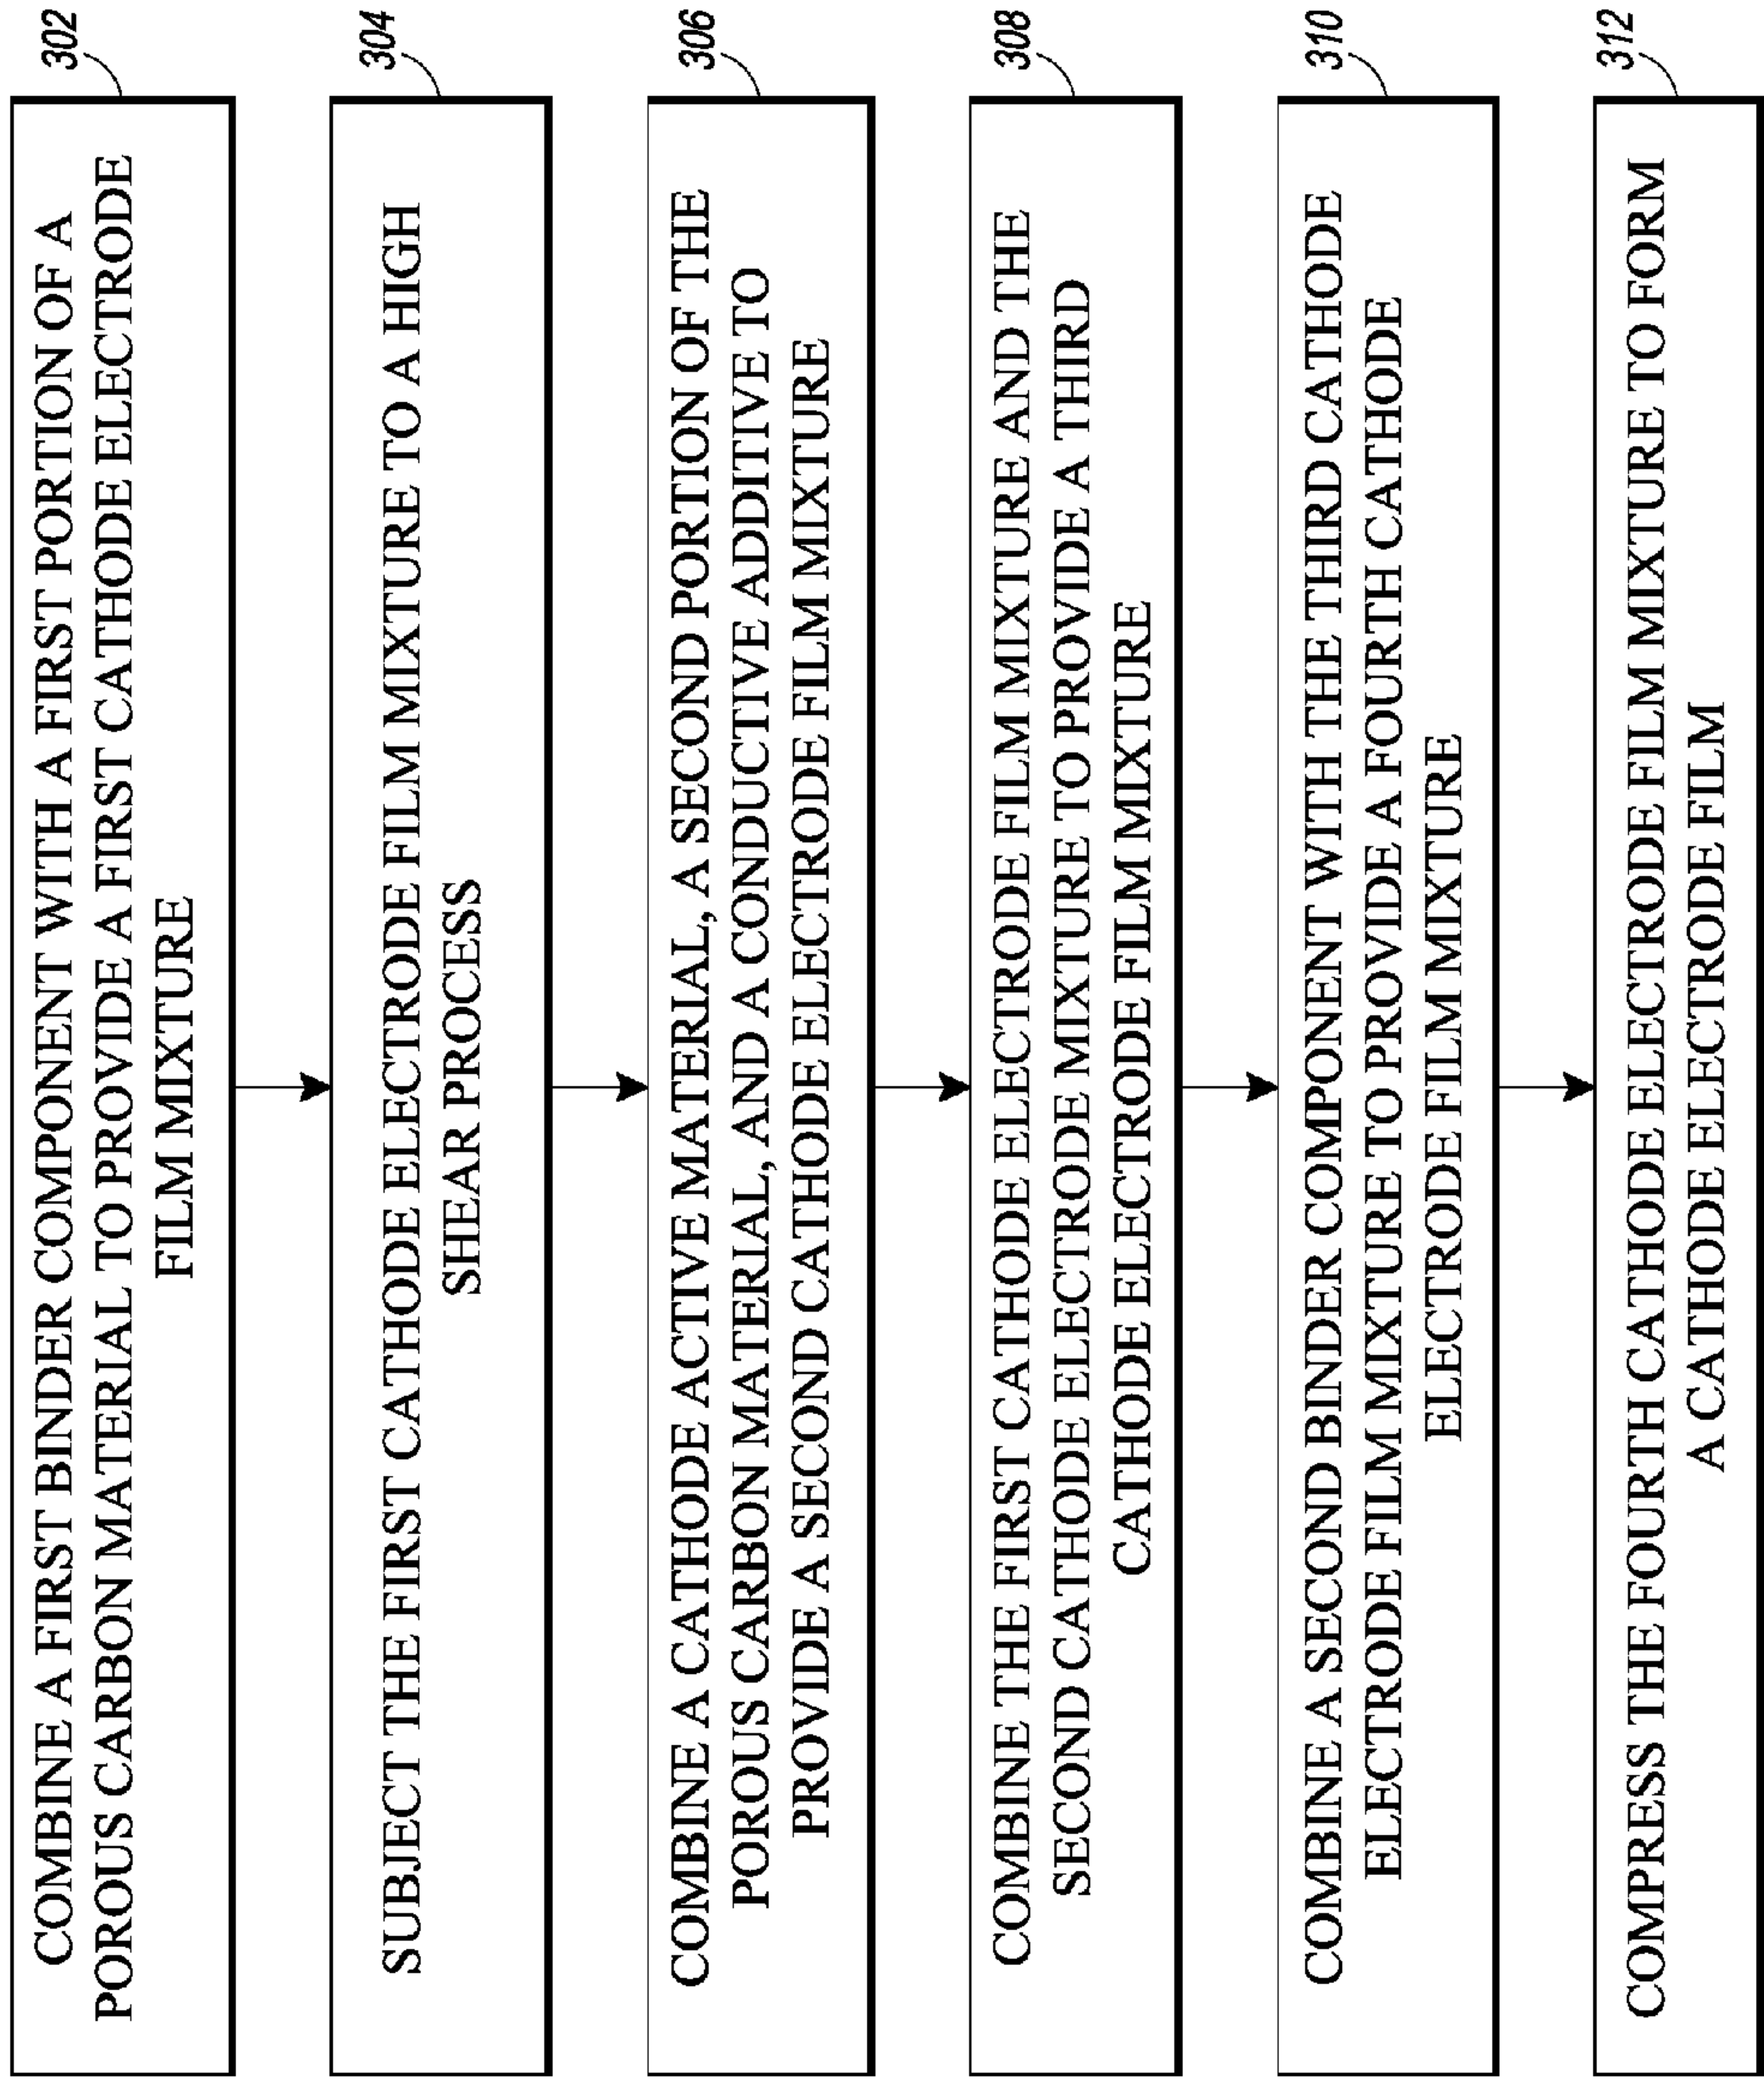 COMBINE A FIRST BINDER COMPONENT WITH A FIRST PORTION OF A
POROUS CARBON MATERIAL TO PROVIDE A FIRST CATHODE ELECTRODE
FILM MIXTURE
302
SUBJECT THE FIRST CATHODE ELECTRODE FILM MIXTURE TO A HIGH
SHEAR PROCESS
304
COMBINE A CATHODE ACTIVE MATERIAL, A SECOND PORTION OF THE
POROUS CARBON MATERIAL, AND A CONDUCTIVE ADDITIVE TO
PROVIDE A SECOND CATHODE ELECTRODE FILM MIXTURE
306
COMBINE THE FIRST CATHODE ELECTRODE FILM MIXTURE AND THE
SECOND CATHODE ELECTRODE MIXTURE TO PROVIDE A THIRD
CATHODE ELECTRODE FILM MIXTURE
308
COMBINE A SECOND BINDER COMPONENT WITH THE THIRD CATHODE
ELECTRODE FILM MIXTURE TO PROVIDE A FOURTH CATHODE
ELECTRODE FILM MIXTURE
310
COMPRESS THE FOURTH CATHODE ELECTRODE FILM MIXTURE TO FORM
A CATHODE ELECTRODE FILM
312